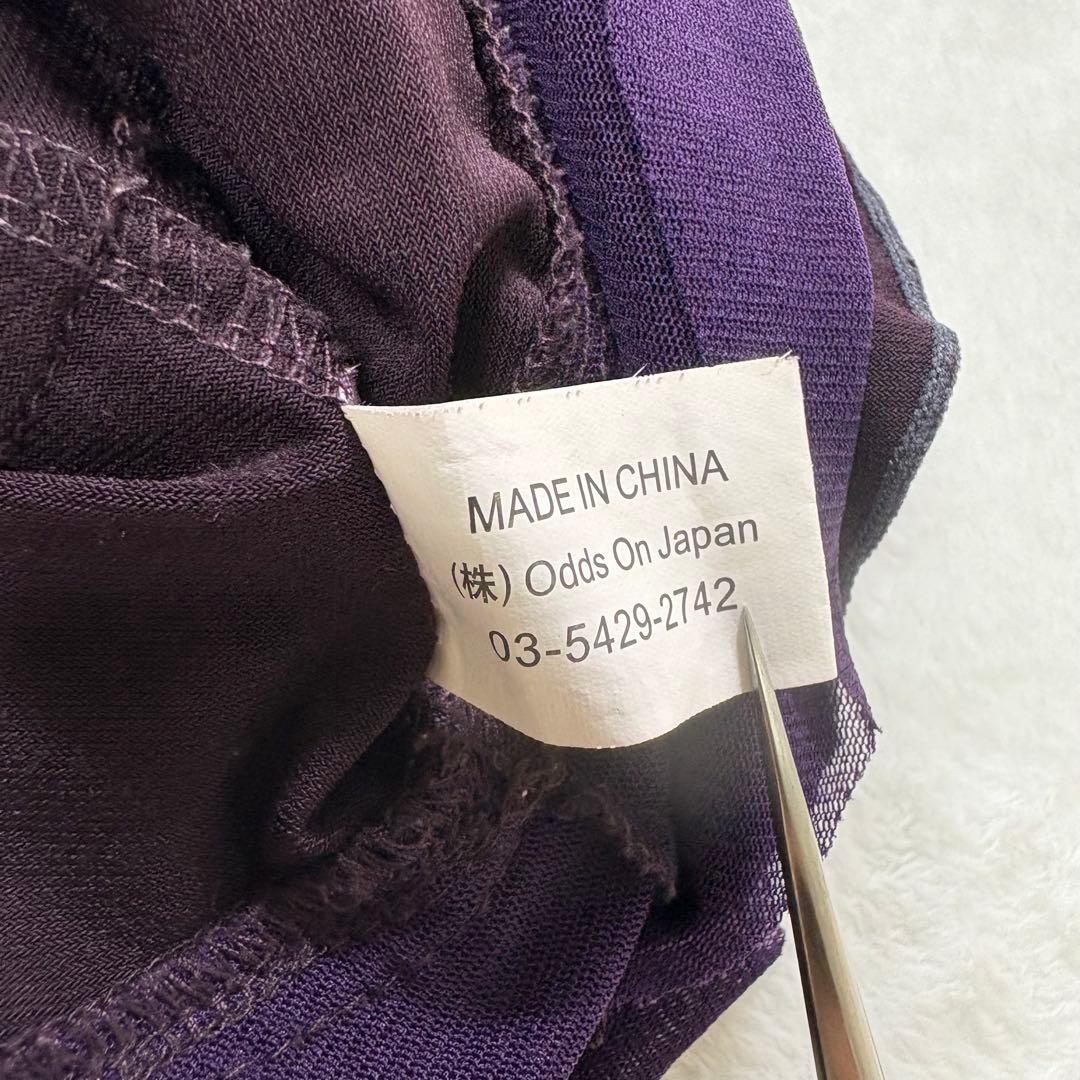 MADE IN CHINA
(株) Odds On Japan
03-5429-2742